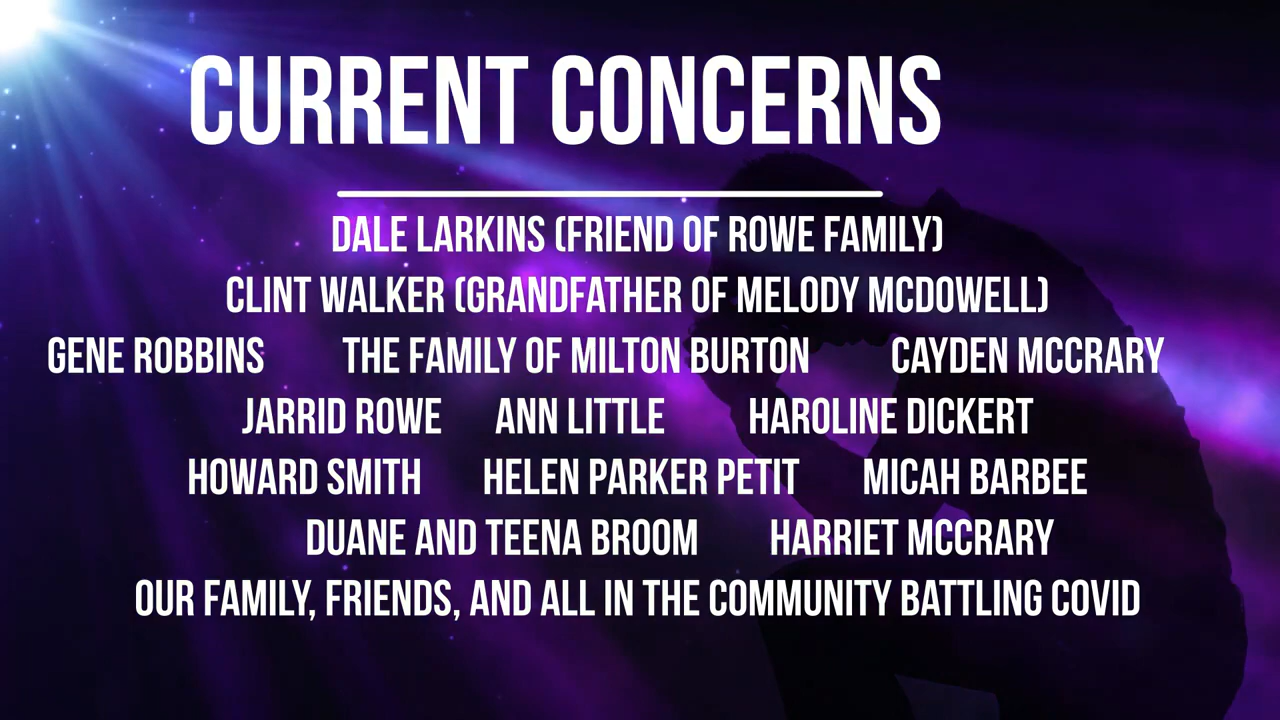 CURRENT CONCERNS
DALE LARKINS (FRIEND OF ROWE FAMILY)
CLINT WALKER (GRANDFATHER OF MELODY MCDOWELL)
GENE ROBBINS THE FAMILY OF MILTON BURTON CAYDEN MCCRARY
JARRID ROWE ANN LITTLE HAROLINE DICKERT
HOWARD SMITH HELEN PARKER PETIT MICAH BARBEE
DUANE AND TEENA BROOM HARRIET MCCRARY
OUR FAMILY, FRIENDS, AND ALL IN THE COMMUNITY BATTLING COVID